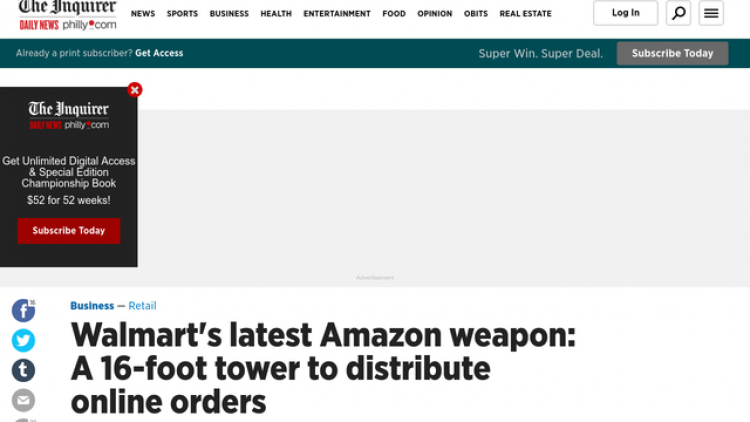 The Inquirer
DAILY NEWS philly.com
NEWS SPORTS BUSINESS HEALTH ENTERTAINMENT FOOD OPINION OBITS REAL ESTATE
Log In
Already a print subscriber? Get Access
Super Win. Super Deal.
Subscribe Today
The Inquirer
DAILY NEWS philly.com
Get Unlimited Digital Access
& Special Edition
Championship Book
$52 for 52 weeks!
Subscribe Today
Advertisement
16
Business — Retail
Walmart's latest Amazon weapon:
A 16-foot tower to distribute
online orders